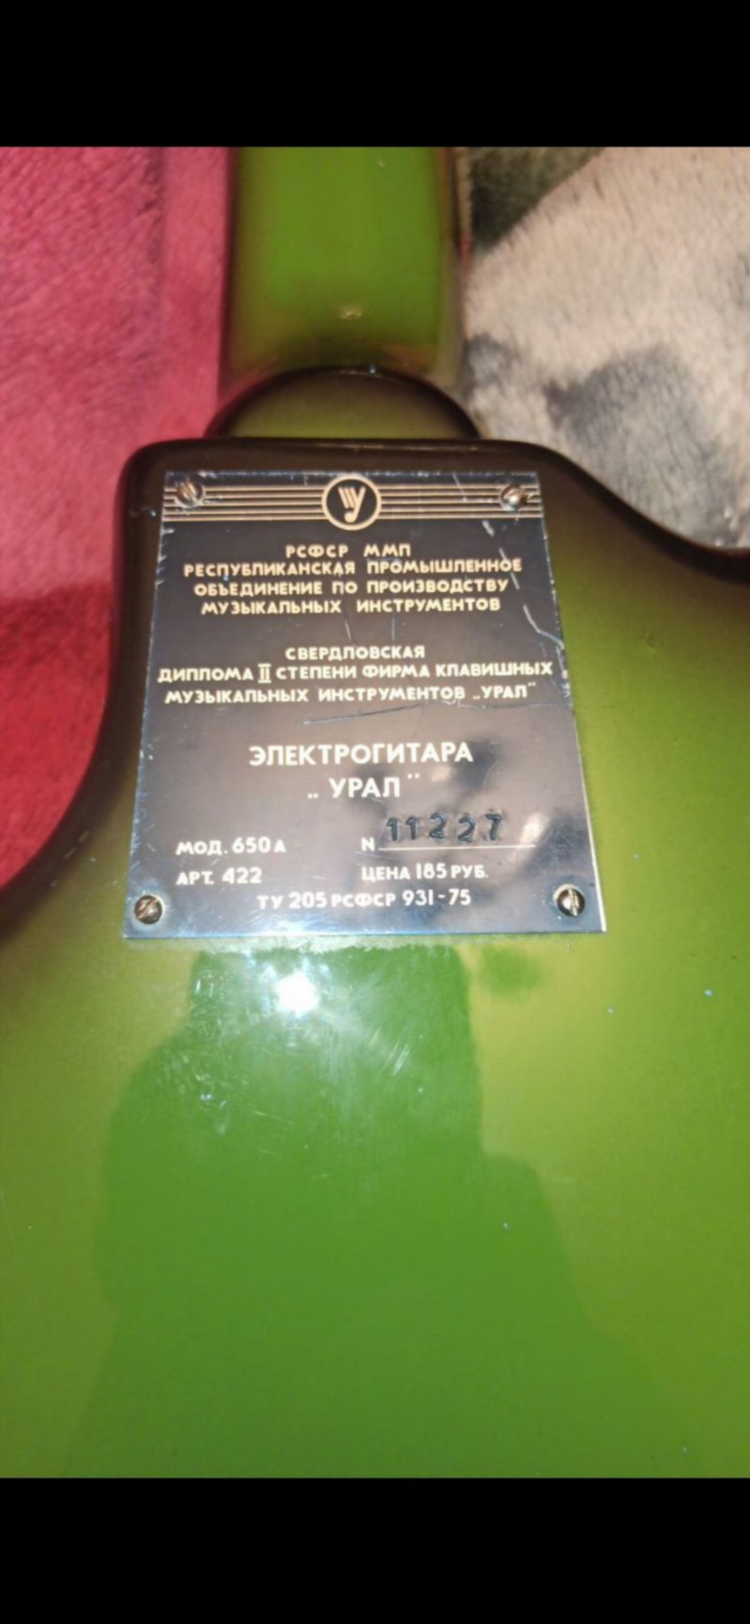 РСФСР ММП
РЕСПУБЛИКАНСКАЯ ПРОМЫШЛЕННОЕ
ОБЪЕДИНЕНИЕ ПО ПРОИЗВОДСТВУ
МУЗЫКАЛЬНЫХ ИНСТРУМЕНТОВ
СВЕРДЛОВСКАЯ
ДИПЛОМА II СТЕПЕНИ ФИРМА КЛАВИШНЫХ
МУЗЫКАЛЬНЫХ ИНСТРУМЕНТОВ „УРАЛ"
ЭЛЕКТРОГИТАРА
„УРАЛ"
МОД. 650А N 11227
АРТ. 422 ЦЕНА 185 РУБ.
ТУ 205 РСФСР 931-75